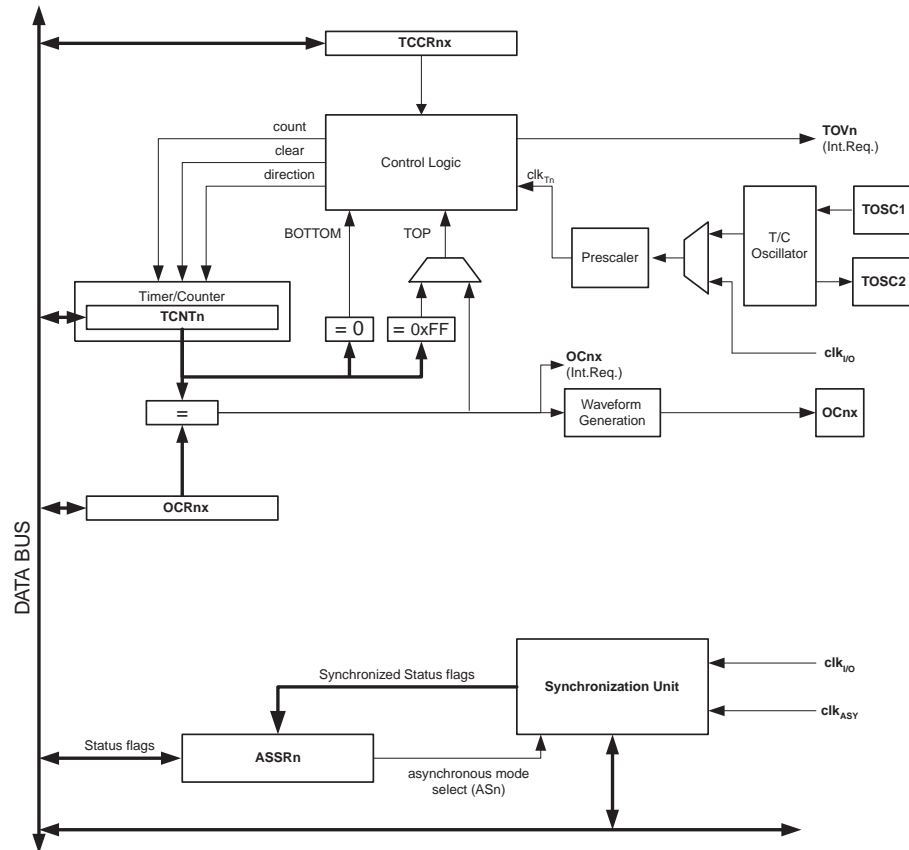 TCCRnx
count
clear
direction
Control Logic
TOVn
(Int.Req.)
clkTn
BOTTOM
TOP
TOSC1
T/C
Oscillator
Prescaler
TOSC2
Timer/Counter
TCNTn
= 0
= 0xFF
clkI/O
OCnx
(Int.Req.)
=
Waveform
Generation
OCnx
OCRnx
DATA BUS
Synchronized Status flags
Synchronization Unit
clkI/O
clkASY
Status flags
ASSRn
asynchronous mode
select (ASn)